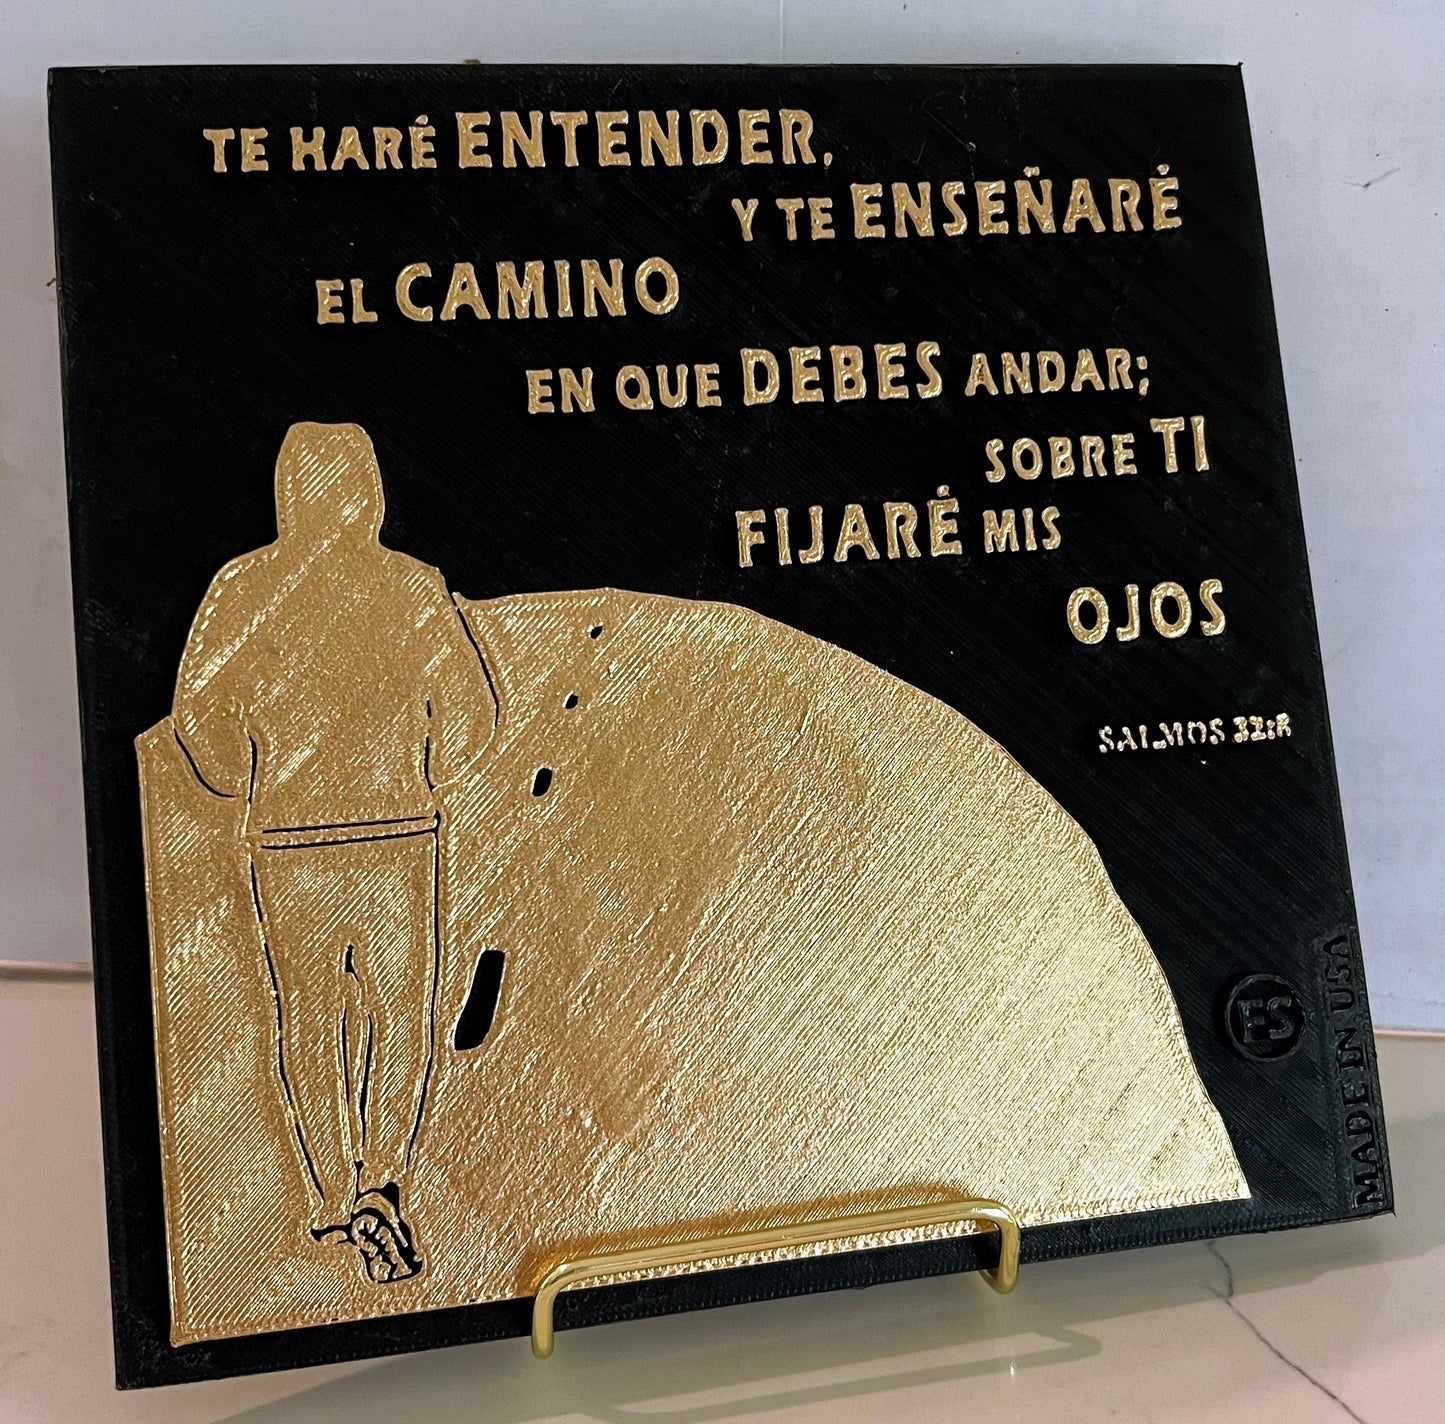 TE HARÉ ENTENDER,
Y TE ENSEÑARÉ
EL CAMINO
EN QUE DEBES ANDAR;
SOBRE TI
FIJARÉ MIS
OJOS
SALMOS 32:8
FS
MADE IN USA